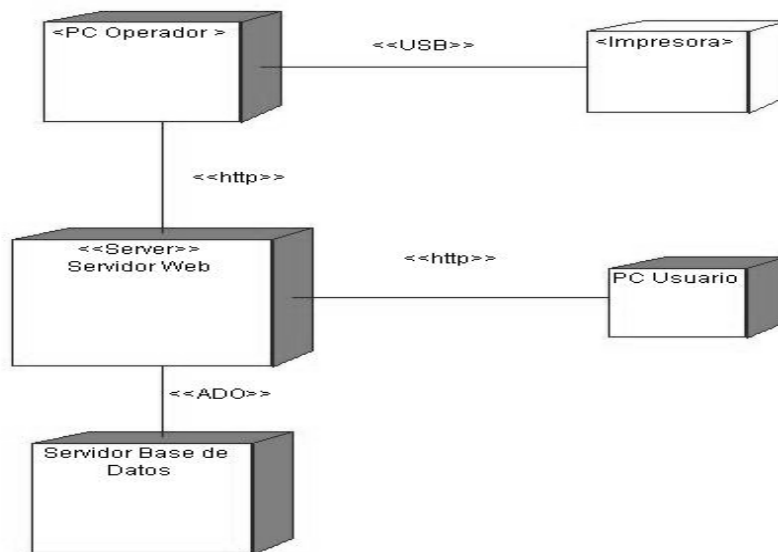 <PC Operador >
<<USB>>
<Impresora>
<<http>>
<<Server>>
Servidor Web
<<http>>
PC Usuario
<<ADO>>
Servidor Base de
Datos